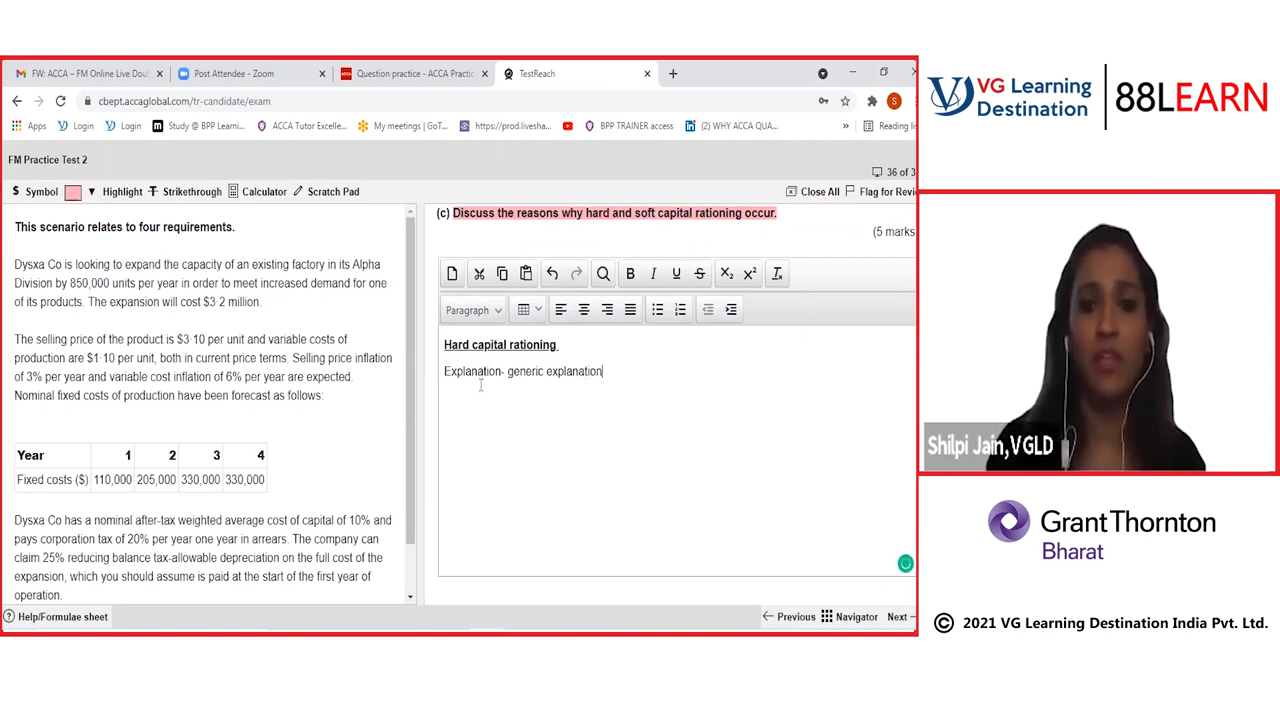 FW: ACCA – FM Online Live Dou
Post Attendee - Zoom
ACCA
Question practice - ACCA Practic
TestReach
cbept.accaglobal.com/tr-candidate/exam
Apps
Login
Login
Study @ BPP Learni...
ACCA Tutor Excelle...
My meetings | GoT...
https://prod.livesha...
BPP TRAINER access
(2) WHY ACCA QUA...
»
Reading lis
FM Practice Test 2
36 of 3
$ Symbol
Highlight
Strikethrough
Calculator
Scratch Pad
Close All
Flag for Revie
This scenario relates to four requirements.
Dysxa Co is looking to expand the capacity of an existing factory in its Alpha
Division by 850,000 units per year in order to meet increased demand for one
of its products. The expansion will cost $3·2 million.
The selling price of the product is $3·10 per unit and variable costs of
production are $1·10 per unit, both in current price terms. Selling price inflation
of 3% per year and variable cost inflation of 6% per year are expected.
Nominal fixed costs of production have been forecast as follows:
Year 1 2 3 4
Fixed costs ($) 110,000 205,000 330,000 330,000
Dysxa Co has a nominal after-tax weighted average cost of capital of 10% and
pays corporation tax of 20% per year one year in arrears. The company can
claim 25% reducing balance tax-allowable depreciation on the full cost of the
expansion, which you should assume is paid at the start of the first year of
operation.
(c) Discuss the reasons why hard and soft capital rationing occur.
(5 marks
B I U S X₂ X² Tx
Paragraph
Hard capital rationing
Explanation- generic explanation
Help/Formulae sheet
Previous
Navigator
Next
VG Learning
Destination
88LEARN
Shilpi Jain,VGLD
GrantThornton
Bharat
© 2021 VG Learning Destination India Pvt. Ltd.